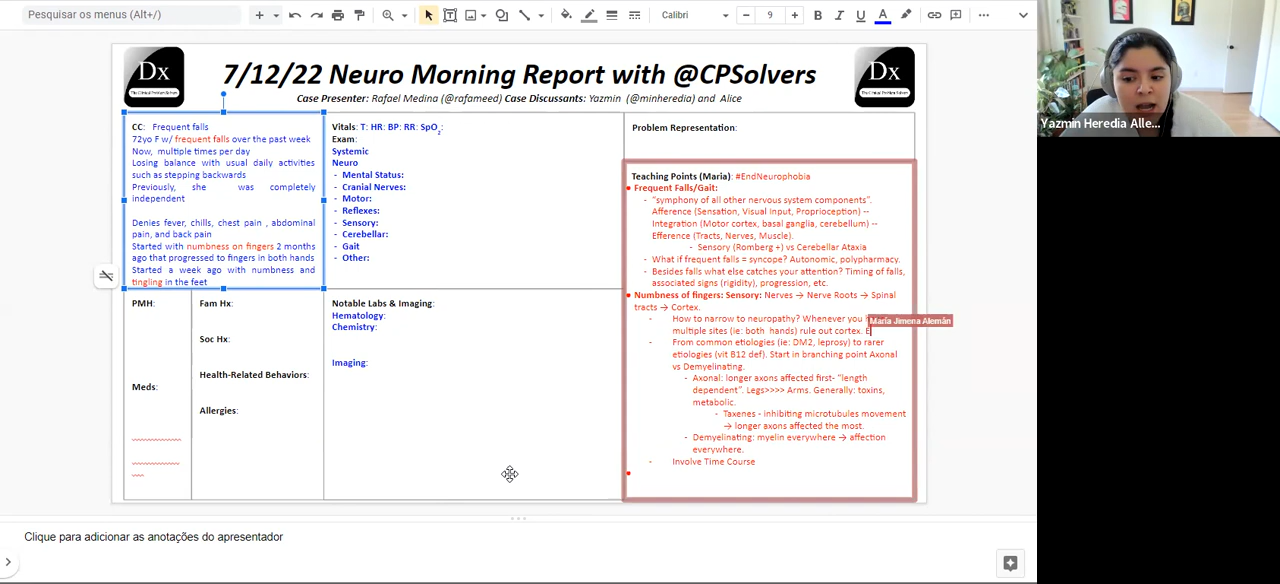 Pesquisar os menus (Alt+/)
Calibri
9
B I U A
Dx
The Clinical Problem Solvers
7/12/22 Neuro Morning Report with @CPSolvers
Case Presenter: Rafael Medina (@rafameed) Case Discussants: Yazmin (@minheredia) and Alice
Dx
The Clinical Problem Solvers
CC: Frequent falls
72yo F w/ frequent falls over the past week
Now, multiple times per day
Losing balance with usual daily activities
such as stepping backwards
Previously, she was completely
independent
Denies fever, chills, chest pain , abdominal
pain, and back pain
Started with numbness on fingers 2 months
ago that progressed to fingers in both hands
Started a week ago with numbness and
tingling in the feet
Vitals: T: HR: BP: RR: SpO2:
Exam:
Systemic
Neuro
- Mental Status:
- Cranial Nerves:
- Motor:
- Reflexes:
- Sensory:
- Cerebellar:
- Gait
- Other:
Problem Representation:
Teaching Points (Maria): #EndNeurophobia
• Frequent Falls/Gait:
- “symphony of all other nervous system components”.
Afference (Sensation, Visual input, Proprioception) --
Integration (Motor cortex, basal ganglia, cerebellum) --
Efference (Tracts, Nerves, Muscle).
- Sensory (Romberg +) vs Cerebellar Ataxia
- What if frequent falls = syncope? Autonomic, polypharmacy.
- Besides falls what else catches your attention? Timing of falls,
associated signs (rigidity), progression, etc.
• Numbness of fingers: Sensory: Nerves → Nerve Roots → Spinal
tracts → Cortex.
- How to narrow to neuropathy? Whenever you
multiple sites (ie: both hands) rule out cortex. E
María Jimena Alemán
- From common etiologies (ie: DM2, leprosy) to rarer
etiologies (vit B12 def). Start in branching point Axonal
vs Demyelinating.
- Axonal: longer axons affected first- “length
dependent”. Legs>>>> Arms. Generally: toxins,
metabolic.
- Taxenes - inhibiting microtubules movement
→ longer axons affected the most.
- Demyelinating: myelin everywhere → affection
everywhere.
- Involve Time Course
PMH:
Meds:
Fam Hx:
Soc Hx:
Health-Related Behaviors:
Allergies:
Notable Labs & Imaging:
Hematology:
Chemistry:
Imaging:
Clique para adicionar as anotações do apresentador
Yazmin Heredia Alle...